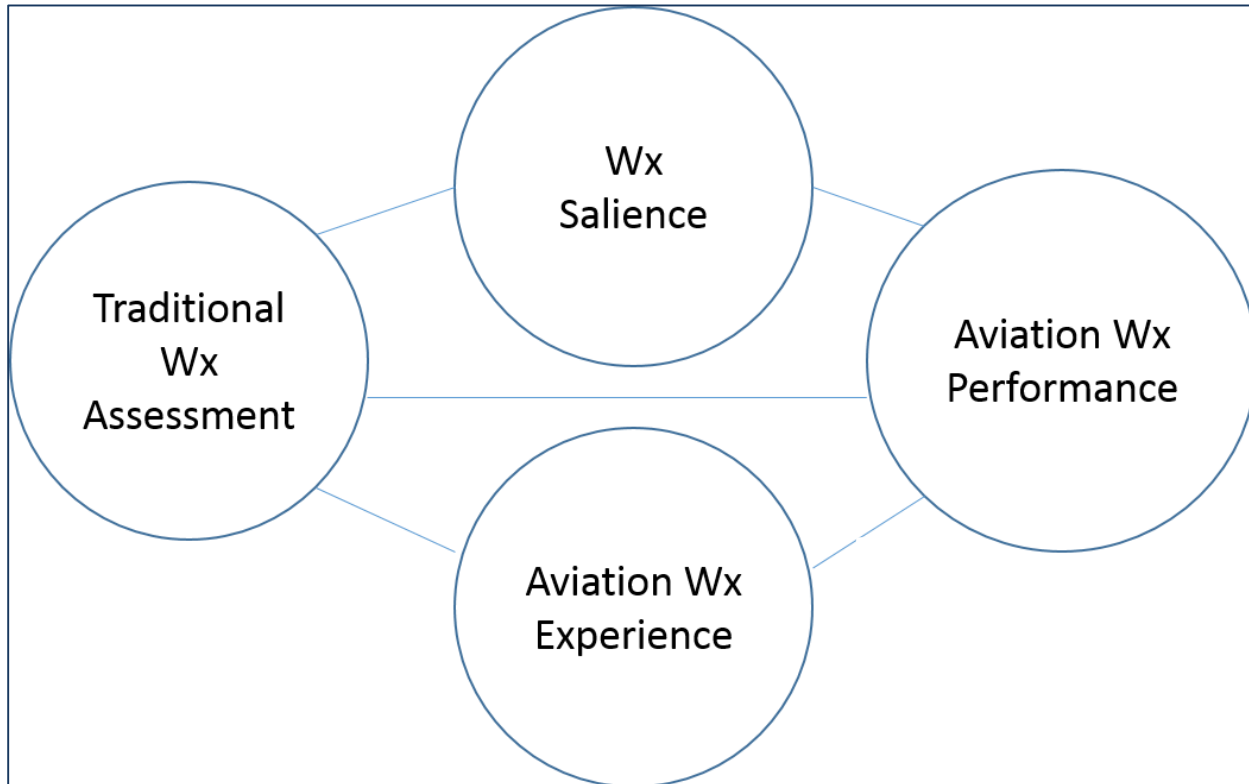 Wx
Salience
Traditional
Wx
Assessment
Aviation Wx
Performance
Aviation Wx
Experience